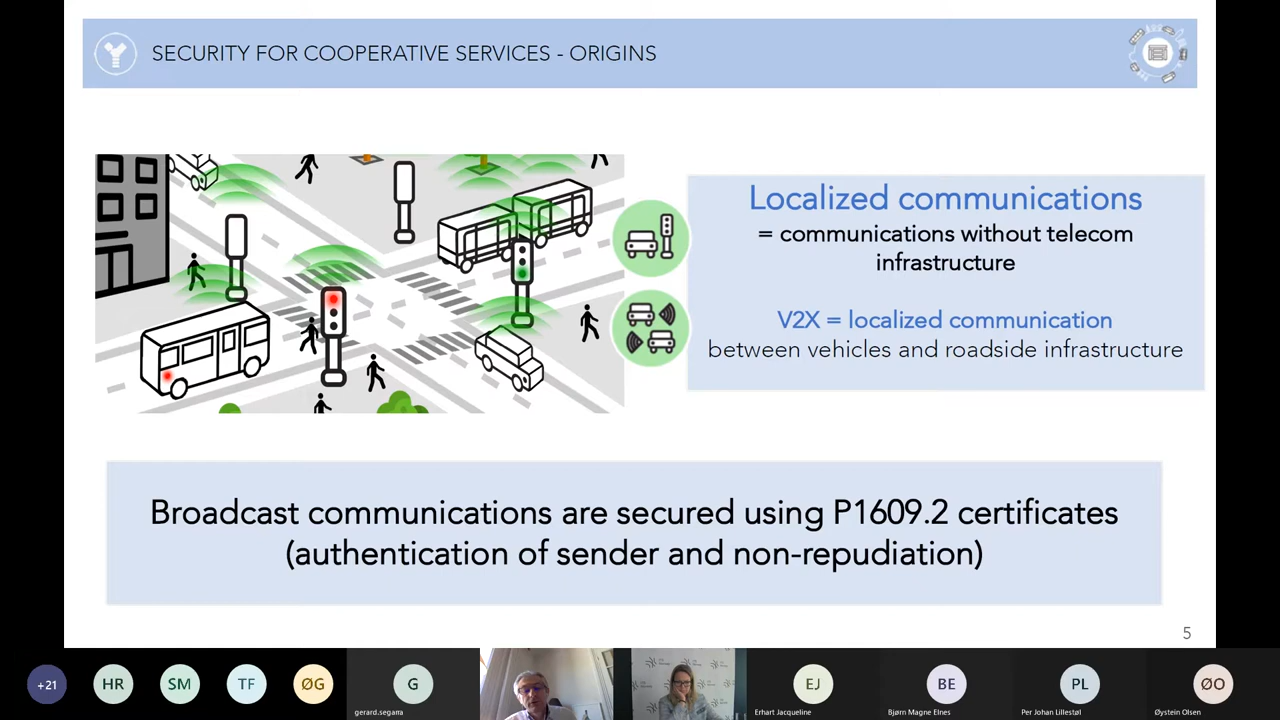 SECURITY FOR COOPERATIVE SERVICES - ORIGINS
Localized communications
= communications without telecom
infrastructure
V2X = localized communication
between vehicles and roadside infrastructure
Broadcast communications are secured using P1609.2 certificates
(authentication of sender and non-repudiation)
5
+21
HR
SM
TF
ØG
G
EJ
BE
PL
ØO
gerard.segarra
Erhart Jacqueline
Bjørn Magne Elnes
Per Johan Lillestøl
Øystein Olsen